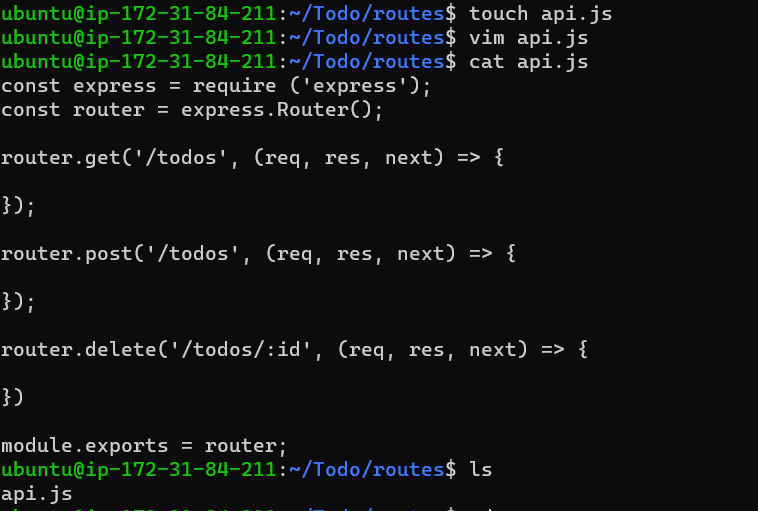 ubuntu@ip-172-31-84-211:~/Todo/routes$ touch api.js
ubuntu@ip-172-31-84-211:~/Todo/routes$ vim api.js
ubuntu@ip-172-31-84-211:~/Todo/routes$ cat api.js
const express = require ('express');
const router = express.Router();
router.get('/todos', (req, res, next) => {
});
router.post('/todos', (req, res, next) => {
});
router.delete('/todos/:id', (req, res, next) => {
})
module.exports = router;
ubuntu@ip-172-31-84-211:~/Todo/routes$ ls
api.js